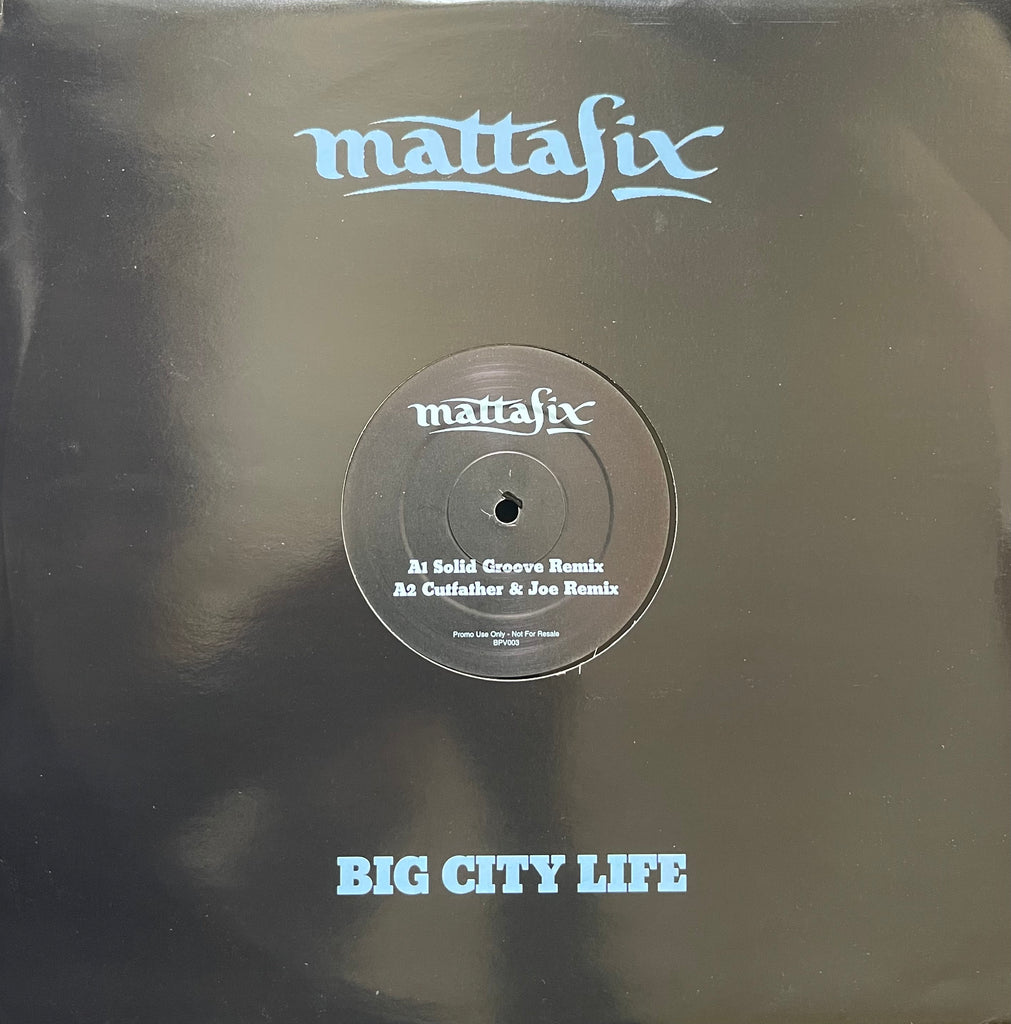 mattafix
mattafix
A1 Solid Groove Remix
A2 Cutfather & Joe Remix
Promo Use Only - Not For Resale
BPV003
BIG CITY LIFE